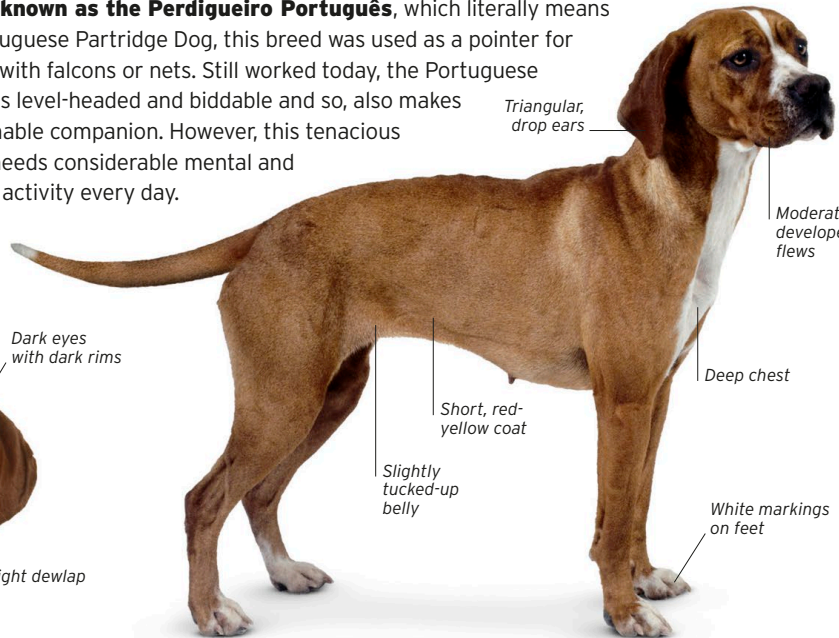 known as the Perdigueiro Português, which literally means
uguese Partridge Dog, this breed was used as a pointer for
with falcons or nets. Still worked today, the Portuguese
s level-headed and biddable and so, also makes
nable companion. However, this tenacious
needs considerable mental and
activity every day.
Triangular,
drop ears
Moderat
develope
flews
Dark eyes
with dark rims
Deep chest
Short, red-
yellow coat
Slightly
tucked-up
belly
White markings
on feet
ight dewlap